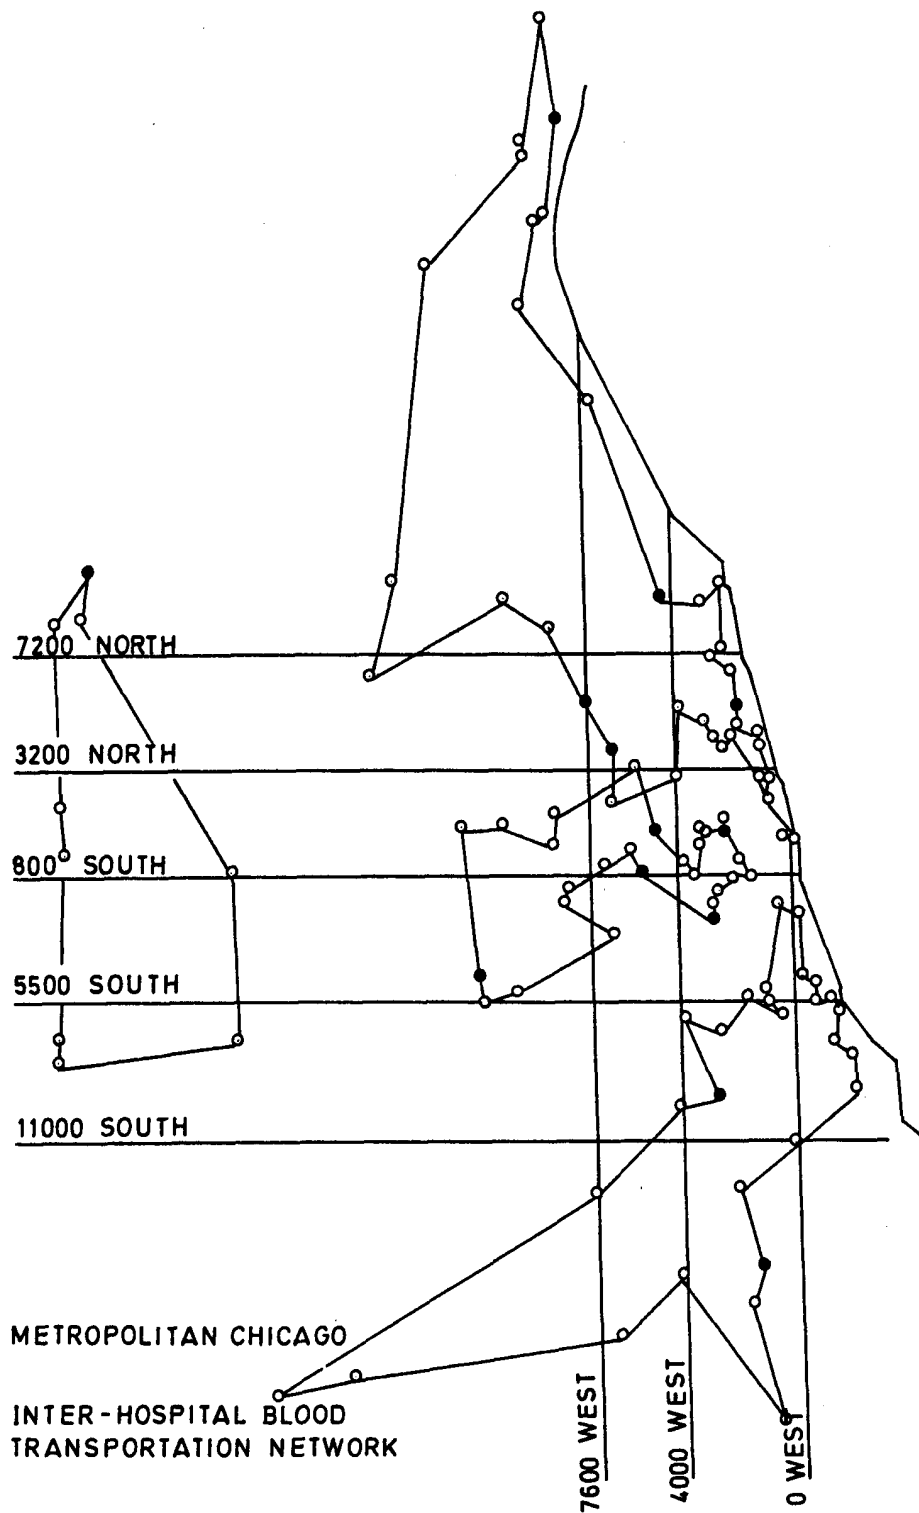 7200 NORTH
3200 NORTH
800 SOUTH
5500 SOUTH
11000 SOUTH
METROPOLITAN CHICAGO
INTER-HOSPITAL BLOOD
TRANSPORTATION NETWORK
7600 WEST
4000 WEST
0 WEST